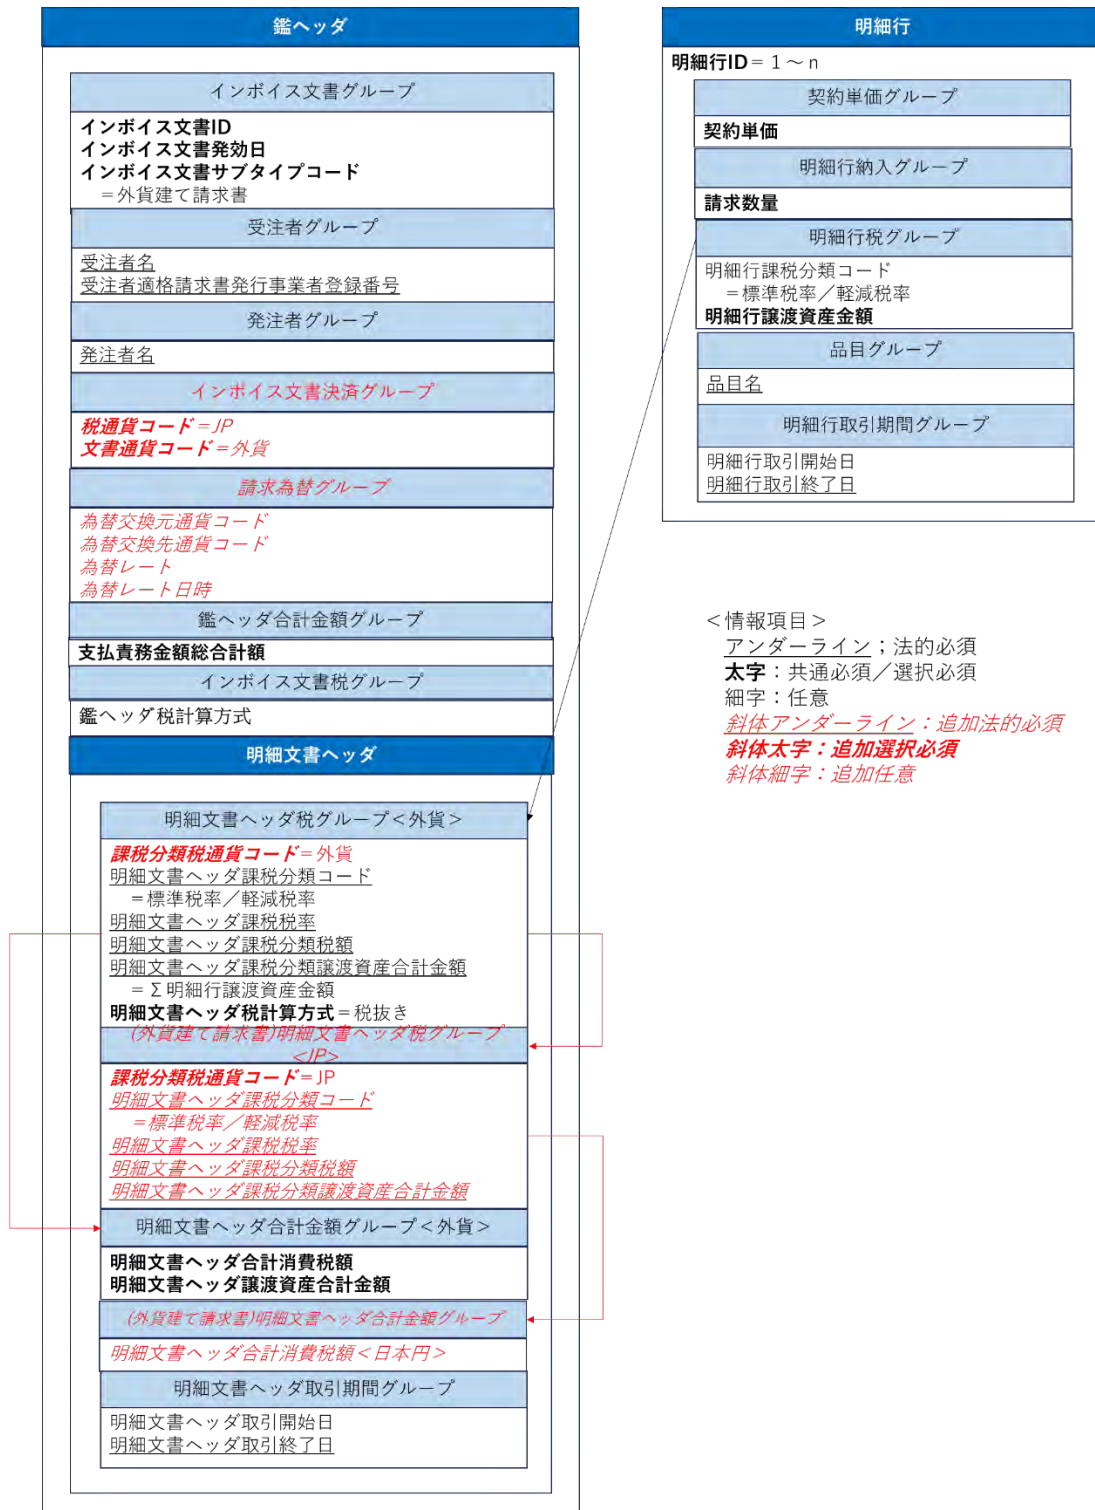 鑑ヘッダ
インボイス文書グループ
インボイス文書ID
インボイス文書発効日
インボイス文書サブタイプコード
＝外貨建て請求書
受注者グループ
受注者名
受注者適格請求書発行事業者登録番号
発注者グループ
発注者名
インボイス文書決済グループ
税通貨コード＝JP
文書通貨コード＝外貨
請求為替グループ
為替交換元通貨コード
為替交換先通貨コード
為替レート
為替レート日時
鑑ヘッダ合計金額グループ
支払責務金額総合計額
インボイス文書税グループ
鑑ヘッダ税計算方式
明細文書ヘッダ
明細文書ヘッダ税グループ＜外貨＞
課税分類税通貨コード＝外貨
明細文書ヘッダ課税分類コード
＝標準税率／軽減税率
明細文書ヘッダ課税税率
明細文書ヘッダ課税分類税額
明細文書ヘッダ課税分類譲渡資産合計金額
＝Σ明細行譲渡資産金額
明細文書ヘッダ税計算方式＝税抜き
(外貨建て請求書)明細文書ヘッダ税グループ
<JP>
課税分類税通貨コード＝JP
明細文書ヘッダ課税分類コード
＝標準税率／軽減税率
明細文書ヘッダ課税税率
明細文書ヘッダ課税分類税額
明細文書ヘッダ課税分類譲渡資産合計金額
明細文書ヘッダ合計金額グループ＜外貨＞
明細文書ヘッダ合計消費税額
明細文書ヘッダ譲渡資産合計金額
(外貨建て請求書)明細文書ヘッダ合計金額グループ
明細文書ヘッダ合計消費税額＜日本円＞
明細文書ヘッダ取引期間グループ
明細文書ヘッダ取引開始日
明細文書ヘッダ取引終了日
明細行
明細行ID＝１～ｎ
契約単価グループ
契約単価
明細行納入グループ
請求数量
明細行税グループ
明細行課税分類コード
＝標準税率／軽減税率
明細行譲渡資産金額
品目グループ
品目名
明細行取引期間グループ
明細行取引開始日
明細行取引終了日
＜情報項目＞
アンダーライン；法的必須
太字：共通必須／選択必須
細字：任意
斜体アンダーライン：追加法的必須
斜体太字：追加選択必須
斜体細字：追加任意